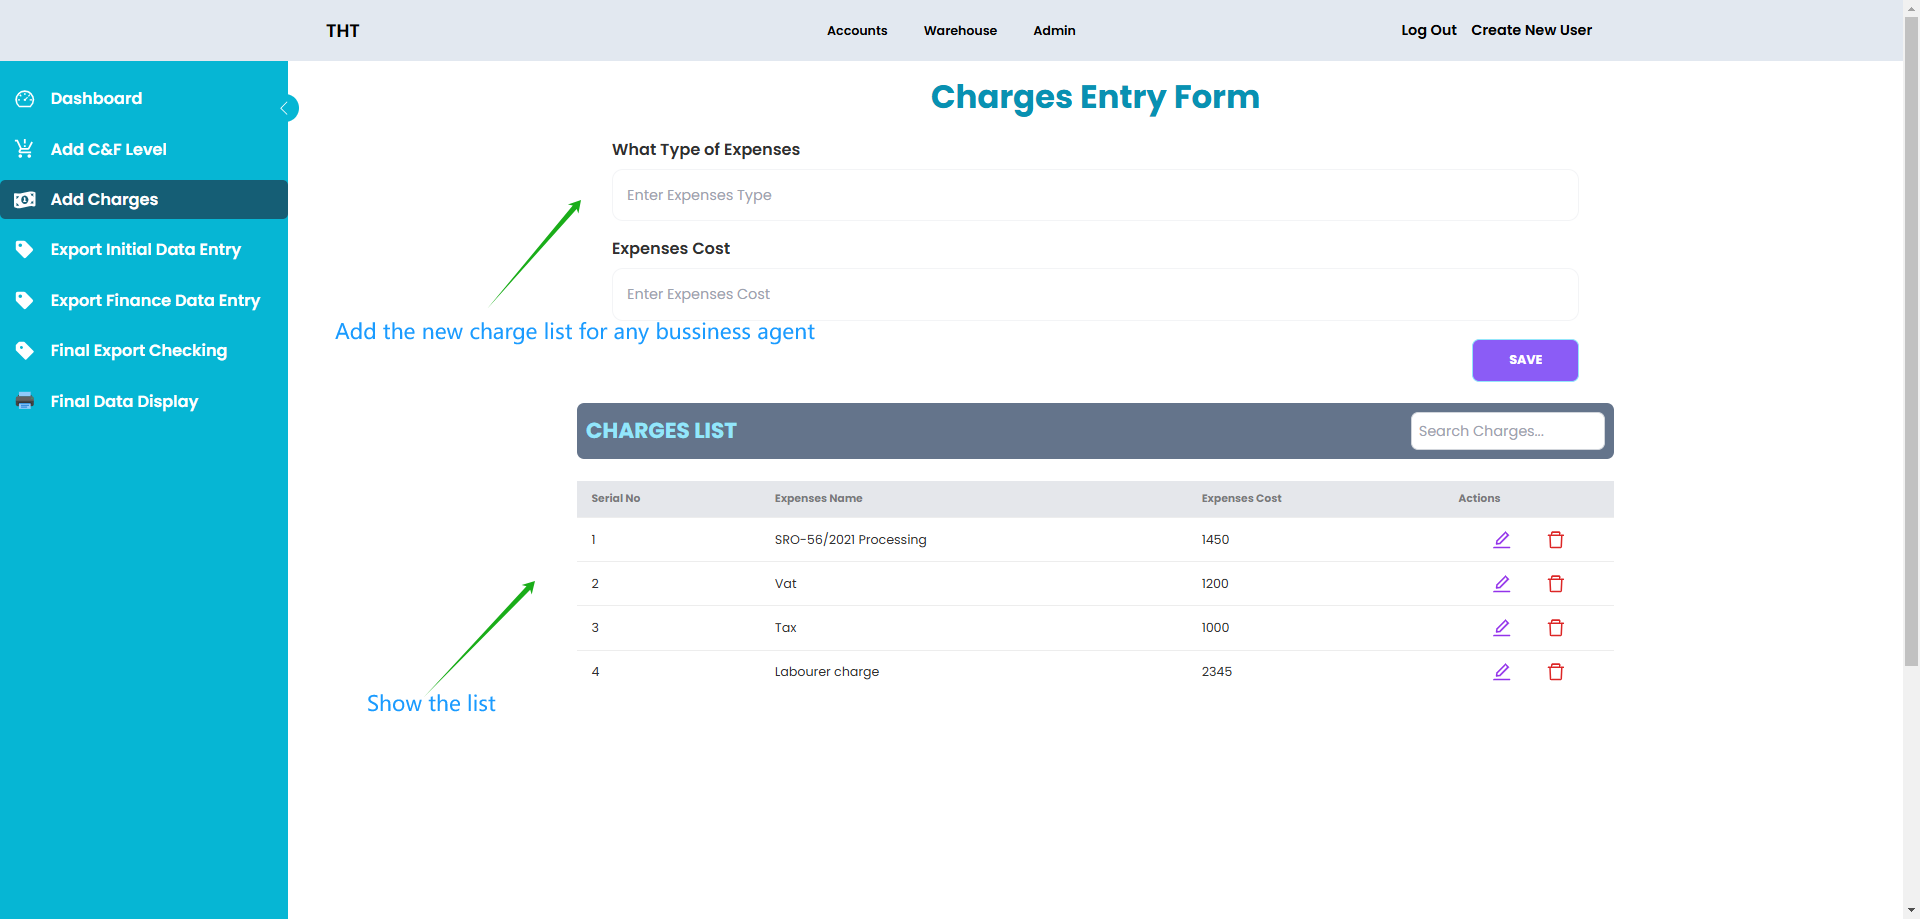 THT
Accounts Warehouse Admin
Log Out Create New User
Dashboard
Add C&F Level
Add Charges
Export Initial Data Entry
Export Finance Data Entry
Final Export Checking
Final Data Display
Charges Entry Form
What Type of Expenses
Enter Expenses Type
Expenses Cost
Enter Expenses Cost
Add the new charge list for any bussiness agent
SAVE
CHARGES LIST
Search Charges...
Serial No Expenses Name Expenses Cost Actions
1 SRO-56/2021 Processing 1450
2 Vat 1200
3 Tax 1000
4 Labourer charge 2345
Show the list